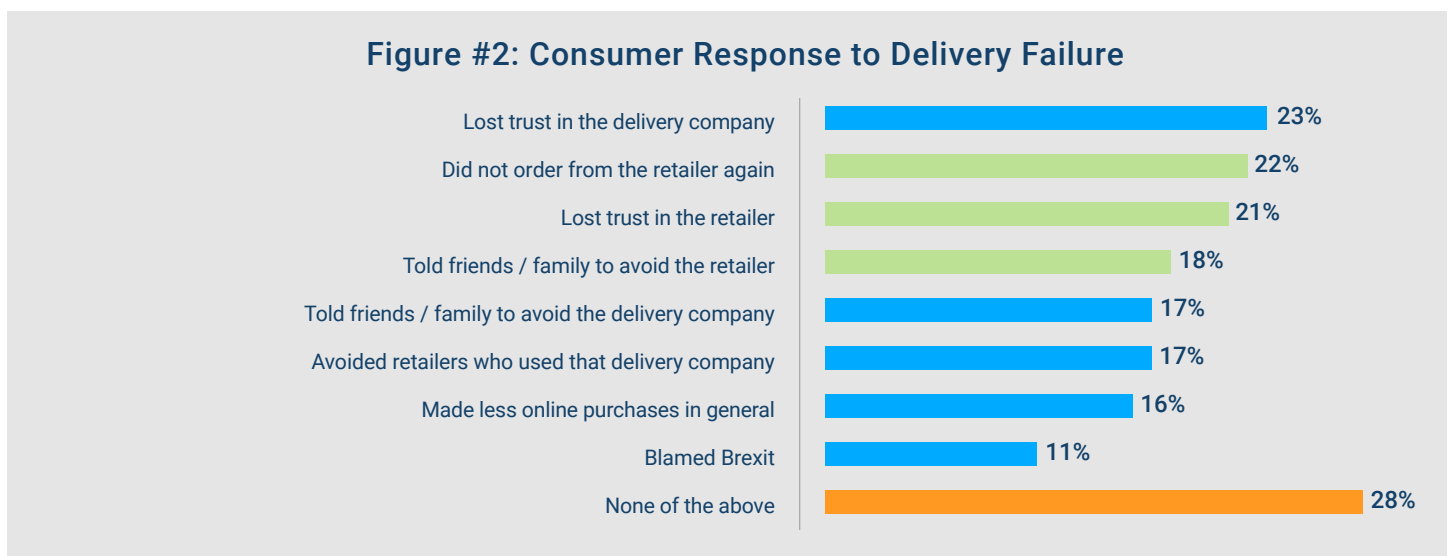 Figure #2: Consumer Response to Delivery Failure
Lost trust in the delivery company 23%
Did not order from the retailer again 22%
Lost trust in the retailer 21%
Told friends / family to avoid the retailer 18%
Told friends / family to avoid the delivery company 17%
Avoided retailers who used that delivery company 17%
Made less online purchases in general 16%
Blamed Brexit 11%
None of the above 28%